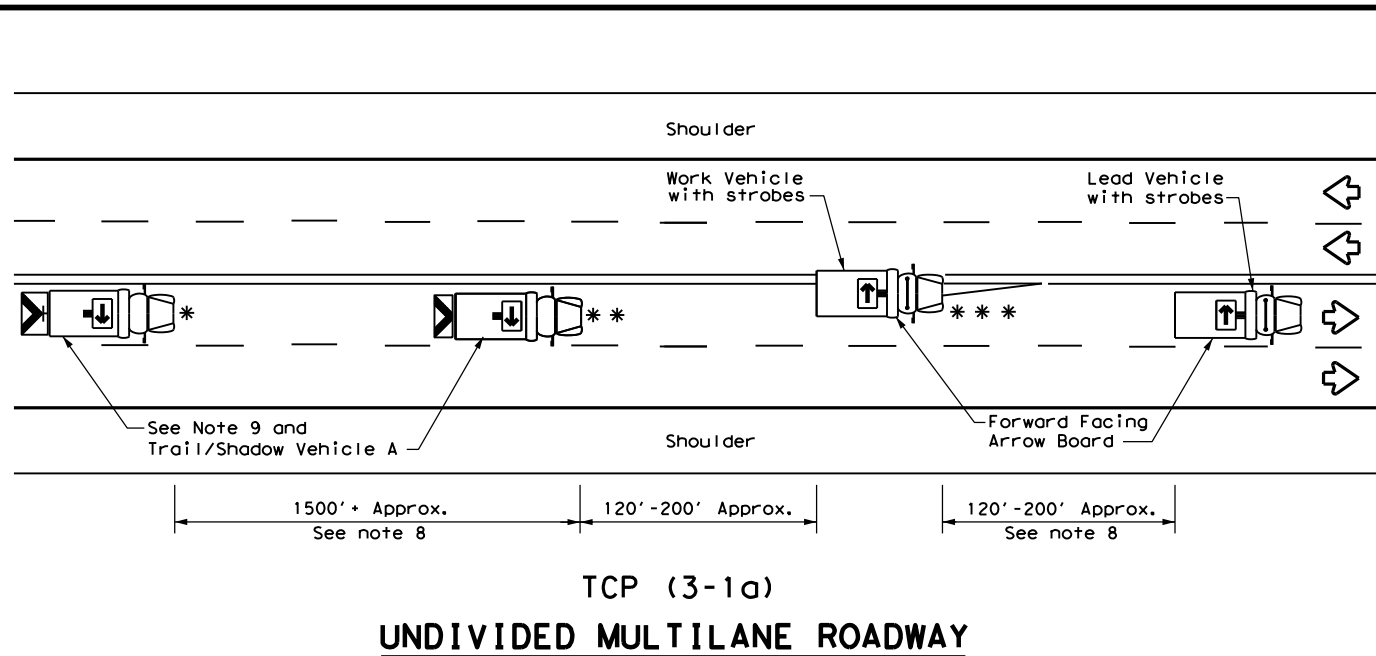 Shoulder
Work Vehicle
with strobes
Lead Vehicle
with strobes
*
* *
* * *
See Note 9 and
Trail/Shadow Vehicle A
Shoulder
Forward Facing
Arrow Board
1500'+ Approx.
See note 8
120'-200' Approx.
120'-200' Approx.
See note 8
TCP (3-1a)
UNDIVIDED MULTILANE ROADWAY